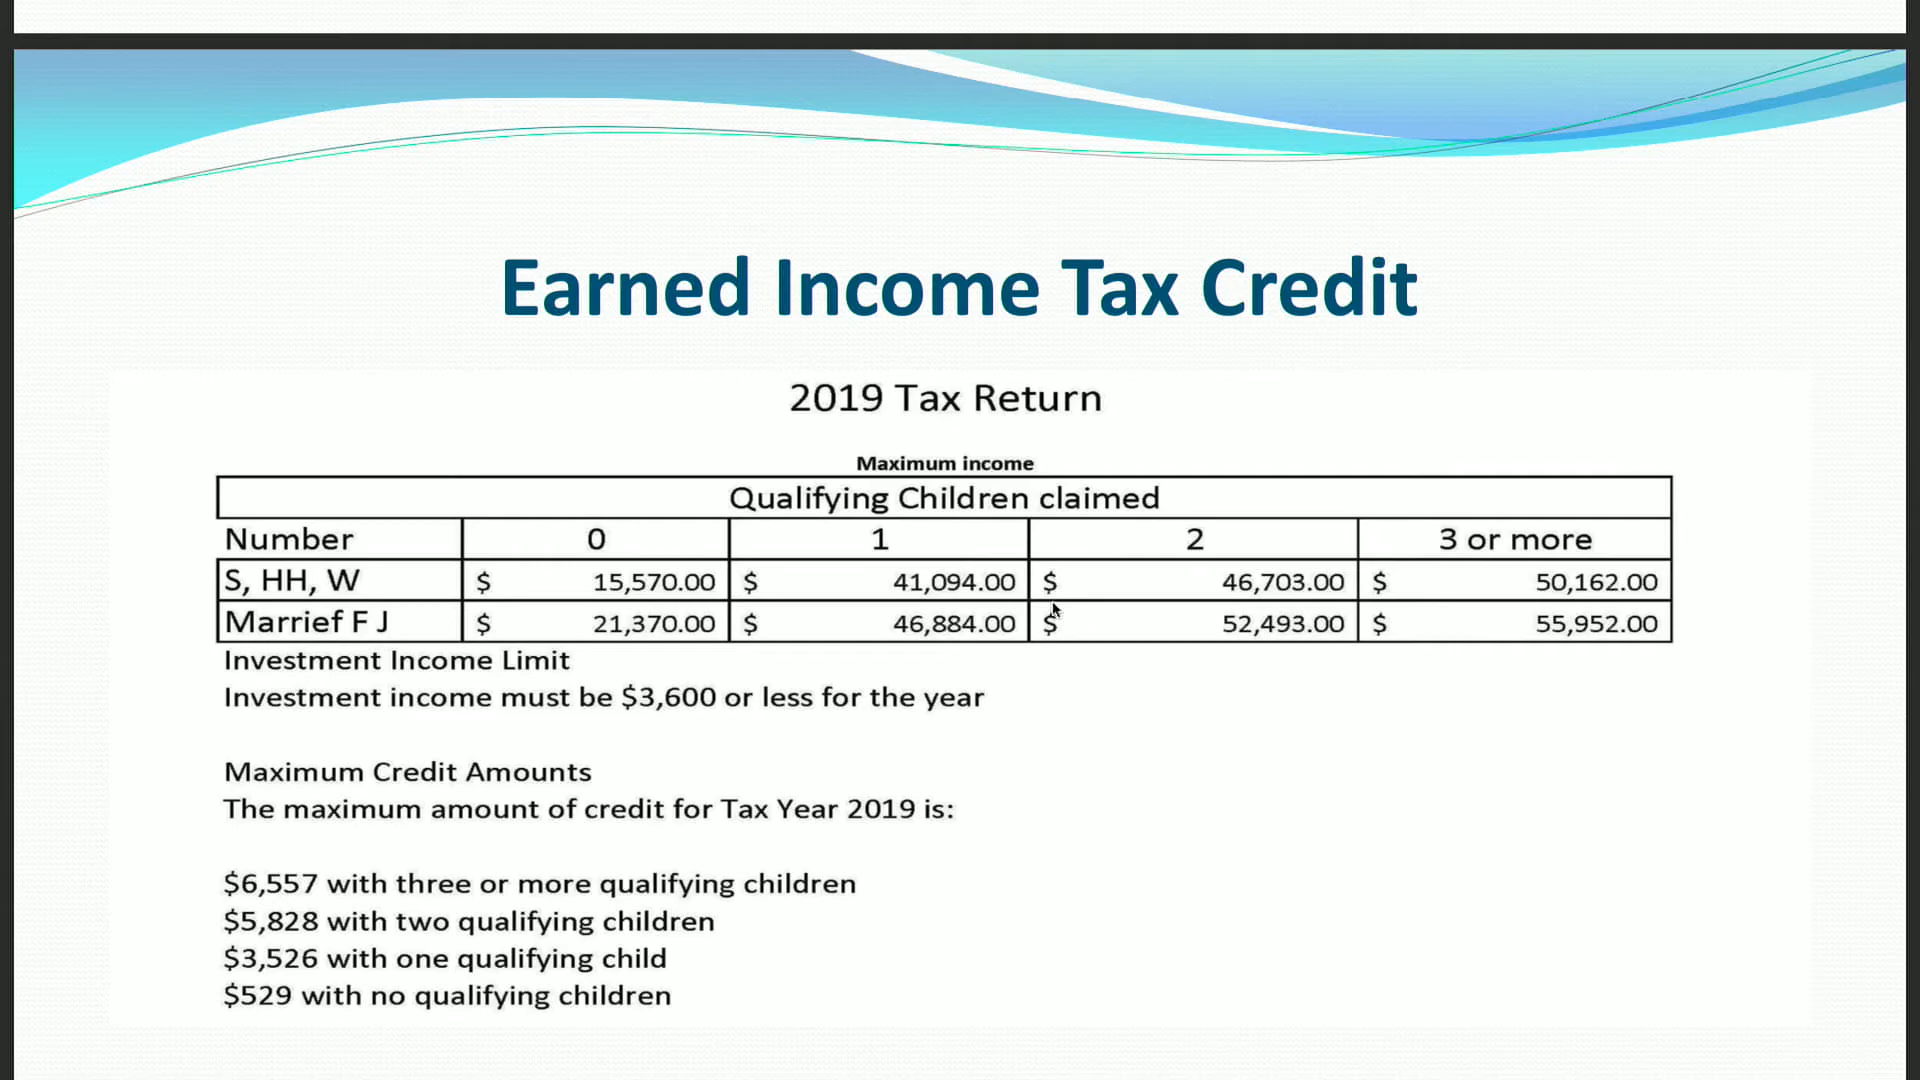 Earned Income Tax Credit
2019 Tax Return
Maximum income
Qualifying Children claimed
Number 0 1 2 3 or more
S, HH, W $ 15,570.00 $ 41,094.00 $ 46,703.00 $ 50,162.00
Marrief F J $ 21,370.00 $ 46,884.00 $ 52,493.00 $ 55,952.00
Investment Income Limit
Investment income must be $3,600 or less for the year
Maximum Credit Amounts
The maximum amount of credit for Tax Year 2019 is:
$6,557 with three or more qualifying children
$5,828 with two qualifying children
$3,526 with one qualifying child
$529 with no qualifying children